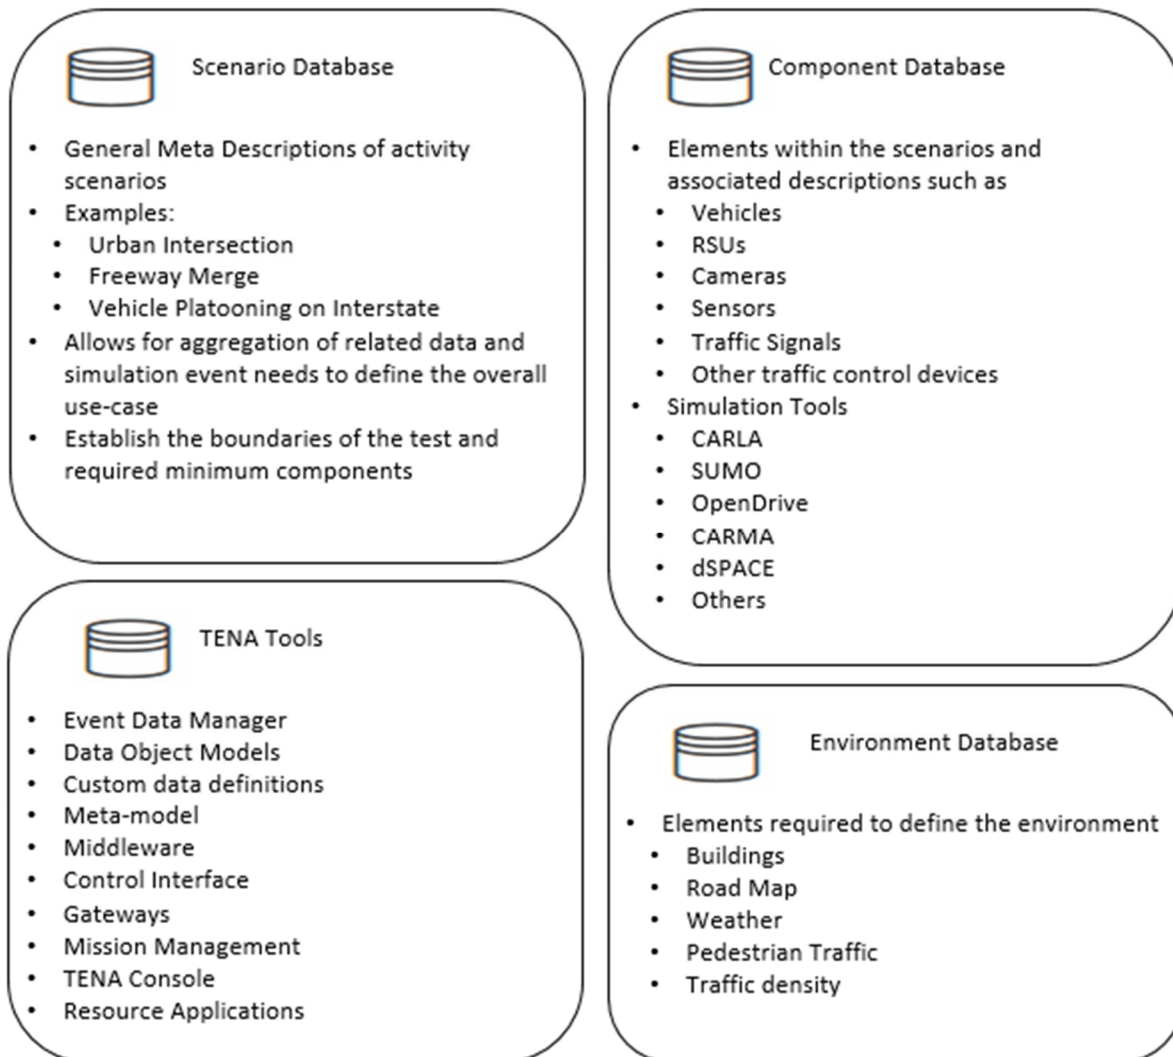 Scenario Database
• General Meta Descriptions of activity
scenarios
• Examples:
• Urban Intersection
• Freeway Merge
• Vehicle Platooning on Interstate
• Allows for aggregation of related data and
simulation event needs to define the overall
use-case
• Establish the boundaries of the test and
required minimum components
Component Database
• Elements within the scenarios and
associated descriptions such as
• Vehicles
• RSUs
• Cameras
• Sensors
• Traffic Signals
• Other traffic control devices
• Simulation Tools
• CARLA
• SUMO
• OpenDrive
• CARMA
• dSPACE
• Others
TENA Tools
• Event Data Manager
• Data Object Models
• Custom data definitions
• Meta-model
• Middleware
• Control Interface
• Gateways
• Mission Management
• TENA Console
• Resource Applications
Environment Database
• Elements required to define the environment
• Buildings
• Road Map
• Weather
• Pedestrian Traffic
• Traffic density